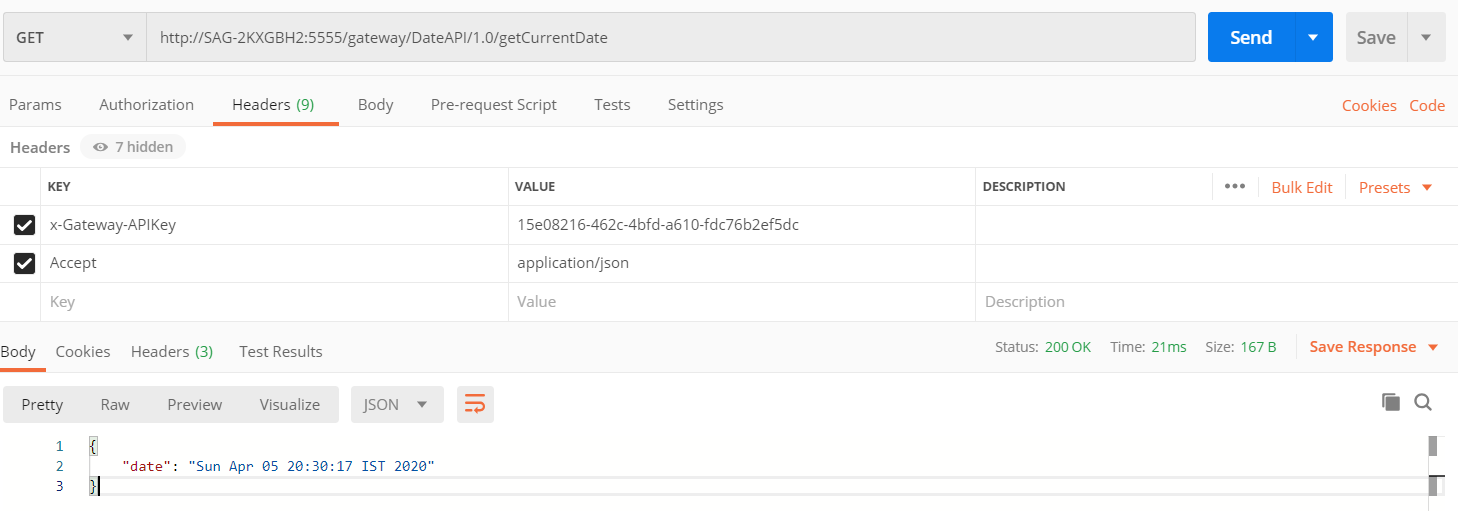 GET http://SAG-2KXGBH2:5555/gateway/DateAPI/1.0/getCurrentDate Send Save
Params Authorization Headers (9) Body Pre-request Script Tests Settings Cookies Code
Headers 7 hidden
KEY VALUE DESCRIPTION ••• Bulk Edit Presets
x-Gateway-APIKey 15e08216-462c-4bfd-a610-fdc76b2ef5dc
Accept application/json
Key Value Description
Body Cookies Headers (3) Test Results Status: 200 OK Time: 21ms Size: 167 B Save Response
Pretty Raw Preview Visualize JSON
1 {
2 "date": "Sun Apr 05 20:30:17 IST 2020"
3 }